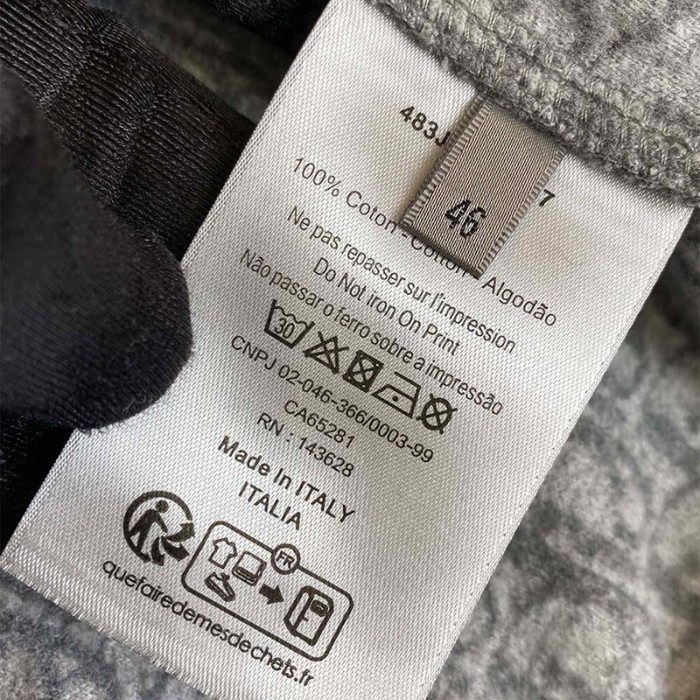 483J
7
46
100% Coton - Cotton - Algodão
Ne pas repasser sur l'impression
Do Not iron On Print
Não passar o ferro sobre a impressão
30
CNPJ 02-046-366/0003-99
CA65281
RN : 143628
Made In ITALY
ITALIA
FR
quefairedemesdechets.fr